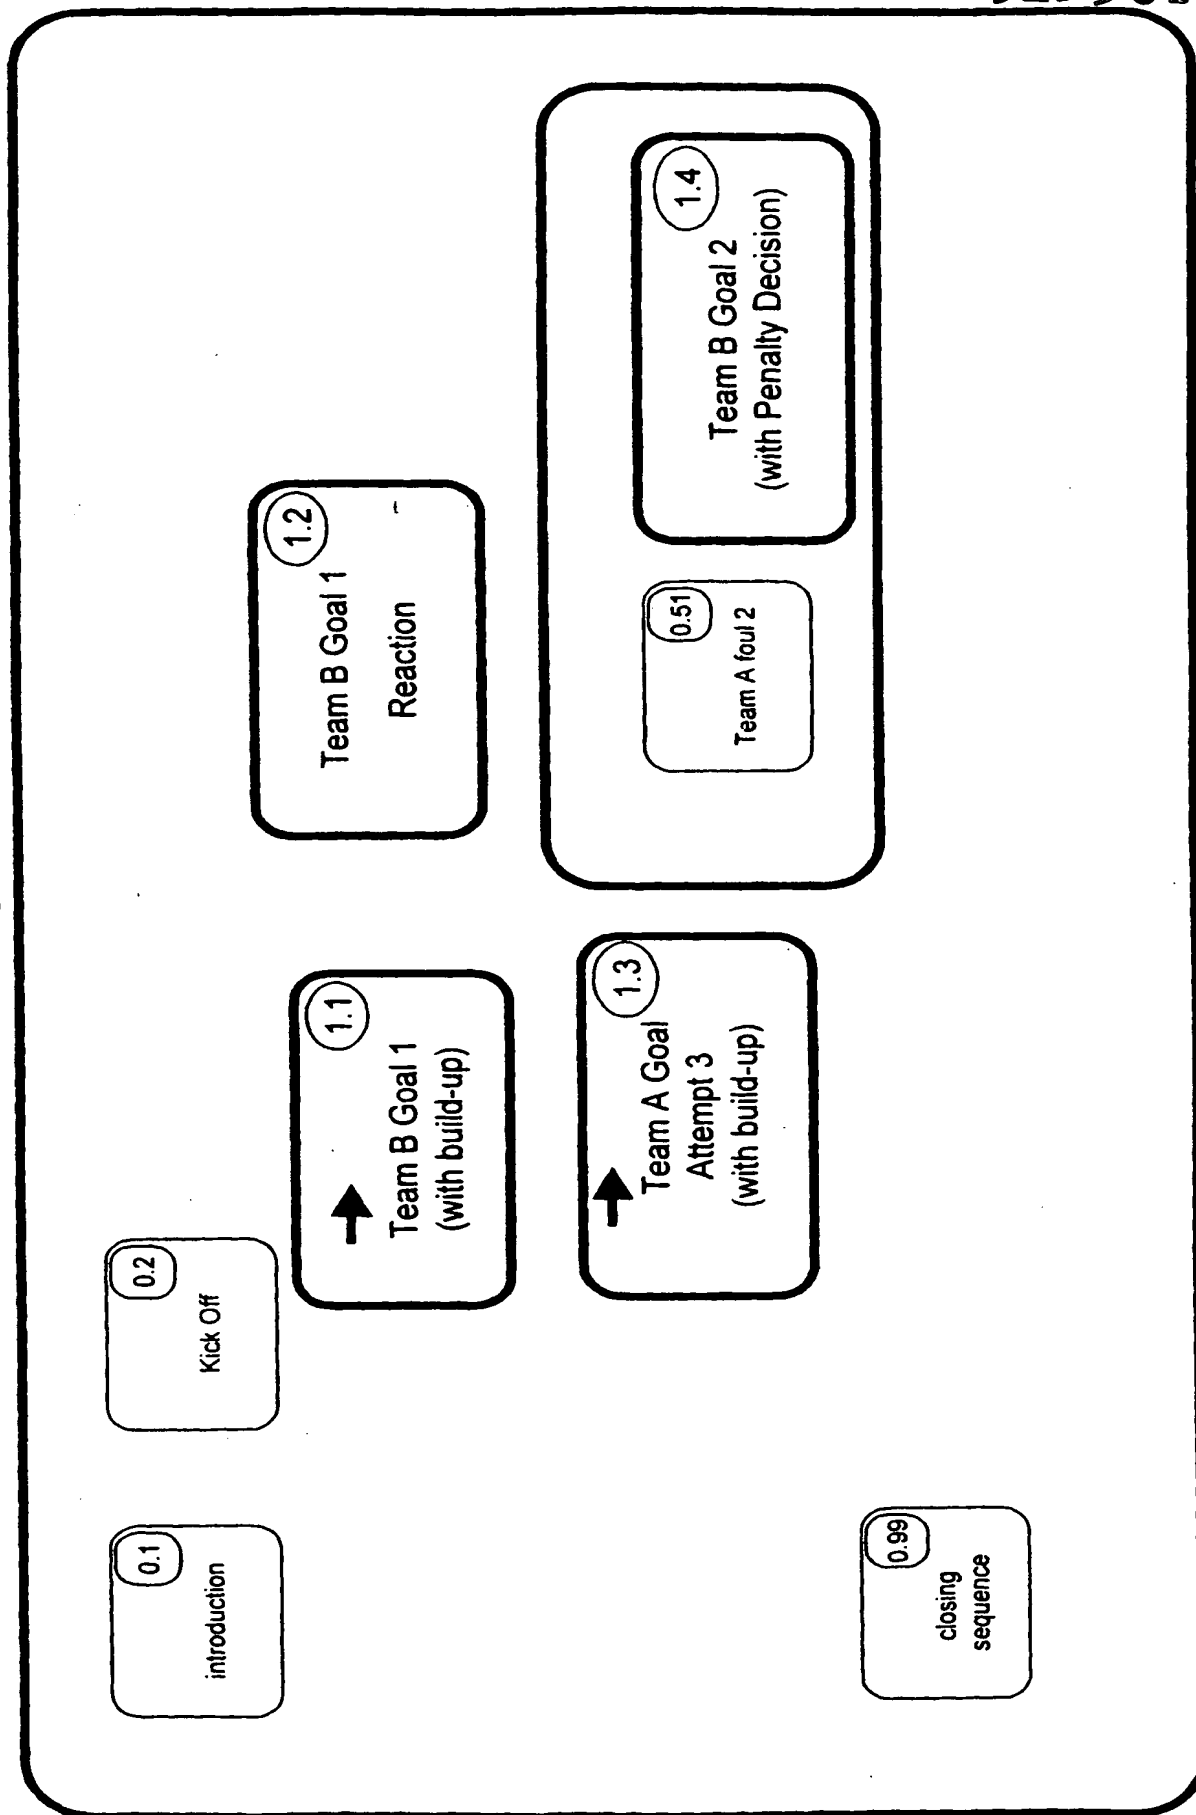 0.1
introduction
0.2
Kick Off
1.1
Team B Goal 1
(with build-up)
1.2
Team B Goal 1
Reaction
1.3
Team A Goal
Attempt 3
(with build-up)
0.51
Team A foul 2
1.4
Team B Goal 2
(with Penalty Decision)
0.99
closing
sequence